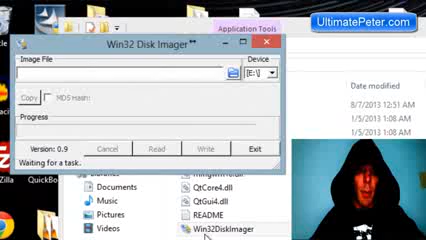 UltimatePeter.com
Application Tools
Win32 Disk Imager
Image File
Device
[E:\]
Copy
MD5 Hash:
Progress
Version: 0.9
Cancel
Read
Write
Exit
Waiting for a task.
Date modified
8/7/2013 12:51 AM
1/5/2013 1:08 AM
1/5/2013 1:08 AM
Zilla
QuickBo
Documents
Music
Pictures
Videos
QtCore4.dll
QtGui4.dll
README
Win32DiskImager